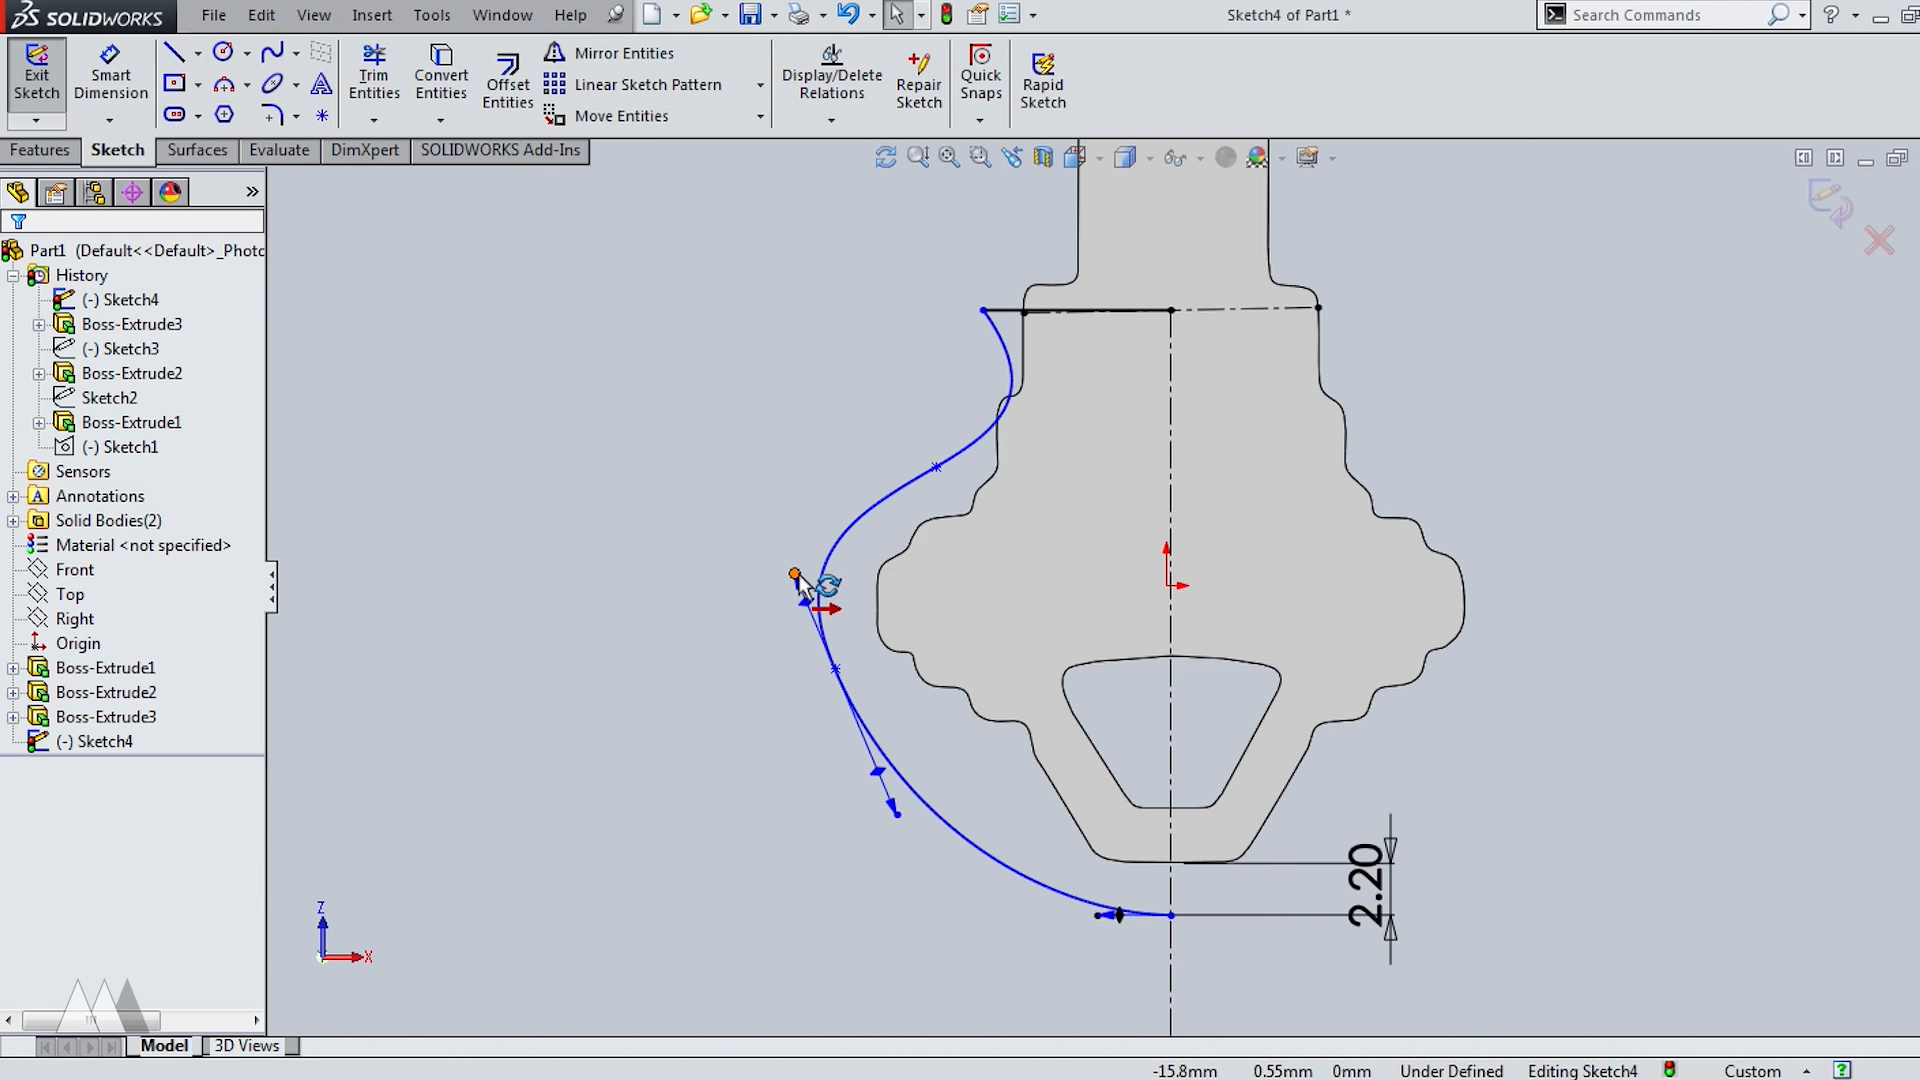 SOLIDWORKS
File Edit View Insert Tools Window Help
Sketch4 of Part1 *
Search Commands
Exit Sketch
Smart Dimension
Trim Entities
Convert Entities
Offset Entities
Mirror Entities
Linear Sketch Pattern
Move Entities
Display/Delete Relations
Repair Sketch
Quick Snaps
Rapid Sketch
Features Sketch Surfaces Evaluate DimXpert SOLIDWORKS Add-Ins
Part1 (Default<<Default>_Photo
History
(-) Sketch4
Boss-Extrude3
(-) Sketch3
Boss-Extrude2
Sketch2
Boss-Extrude1
(-) Sketch1
Sensors
Annotations
Solid Bodies(2)
Material <not specified>
Front
Top
Right
Origin
Boss-Extrude1
Boss-Extrude2
Boss-Extrude3
(-) Sketch4
2.20
Z
X
Model 3D Views
-15.8mm 0.55mm 0mm Under Defined Editing Sketch4 Custom